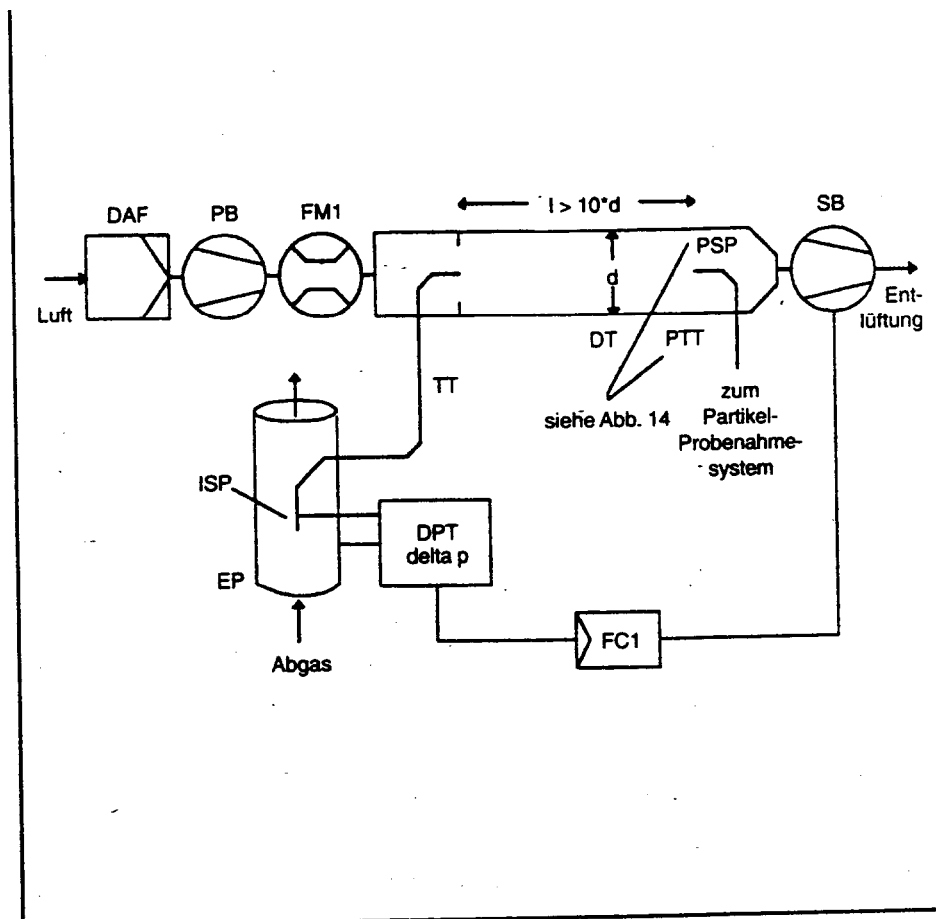 DAF
PB
FM1
l > 10*d
SB
Luft
d
PSP
Ent-
lüftung
DT
PTT
TT
siehe Abb. 14
zum
Partikel-
Probenahme-
system
ISP
DPT
delta p
EP
FC1
Abgas